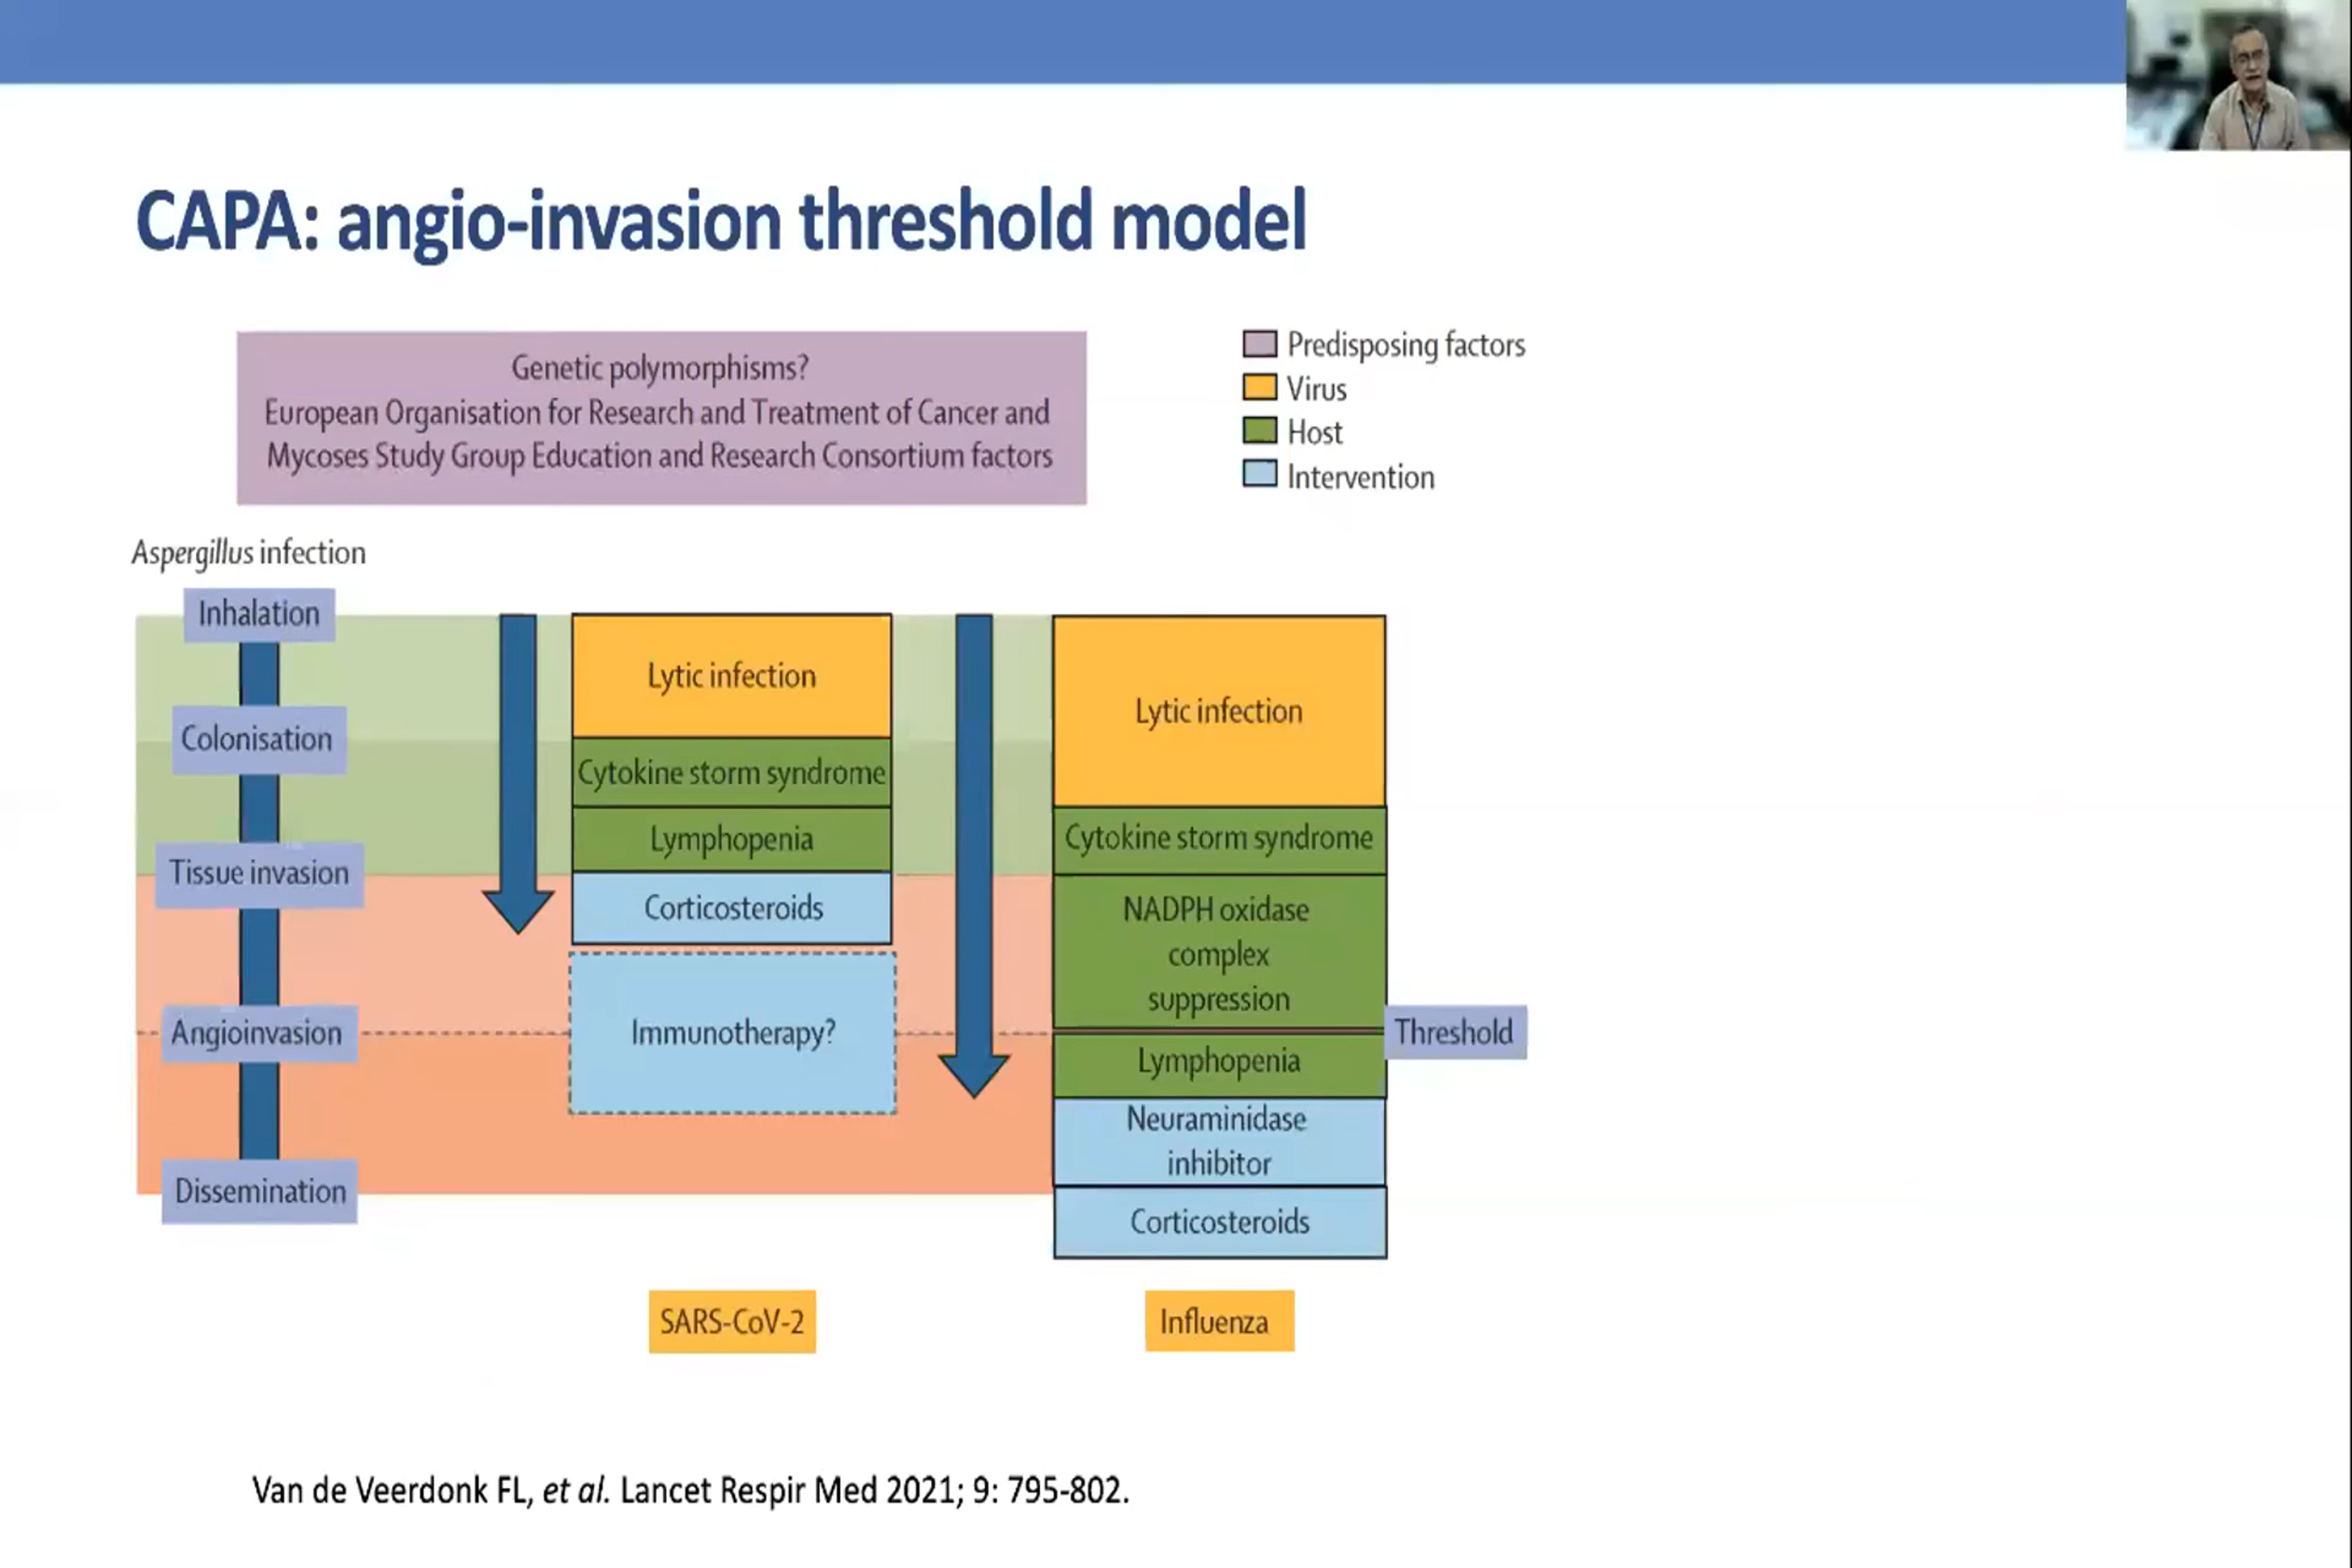 CAPA: angio-invasion threshold model
Genetic polymorphisms?
European Organisation for Research and Treatment of Cancer and
Mycoses Study Group Education and Research Consortium factors
Predisposing factors
Virus
Host
Intervention
Aspergillus infection
Inhalation
Colonisation
Tissue invasion
Angioinvasion
Dissemination
Lytic infection
Cytokine storm syndrome
Lymphopenia
Corticosteroids
Immunotherapy?
SARS-CoV-2
Lytic infection
Cytokine storm syndrome
NADPH oxidase
complex
suppression
Lymphopenia
Neuraminidase
inhibitor
Corticosteroids
Influenza
Threshold
Van de Veerdonk FL, et al. Lancet Respir Med 2021; 9: 795-802.